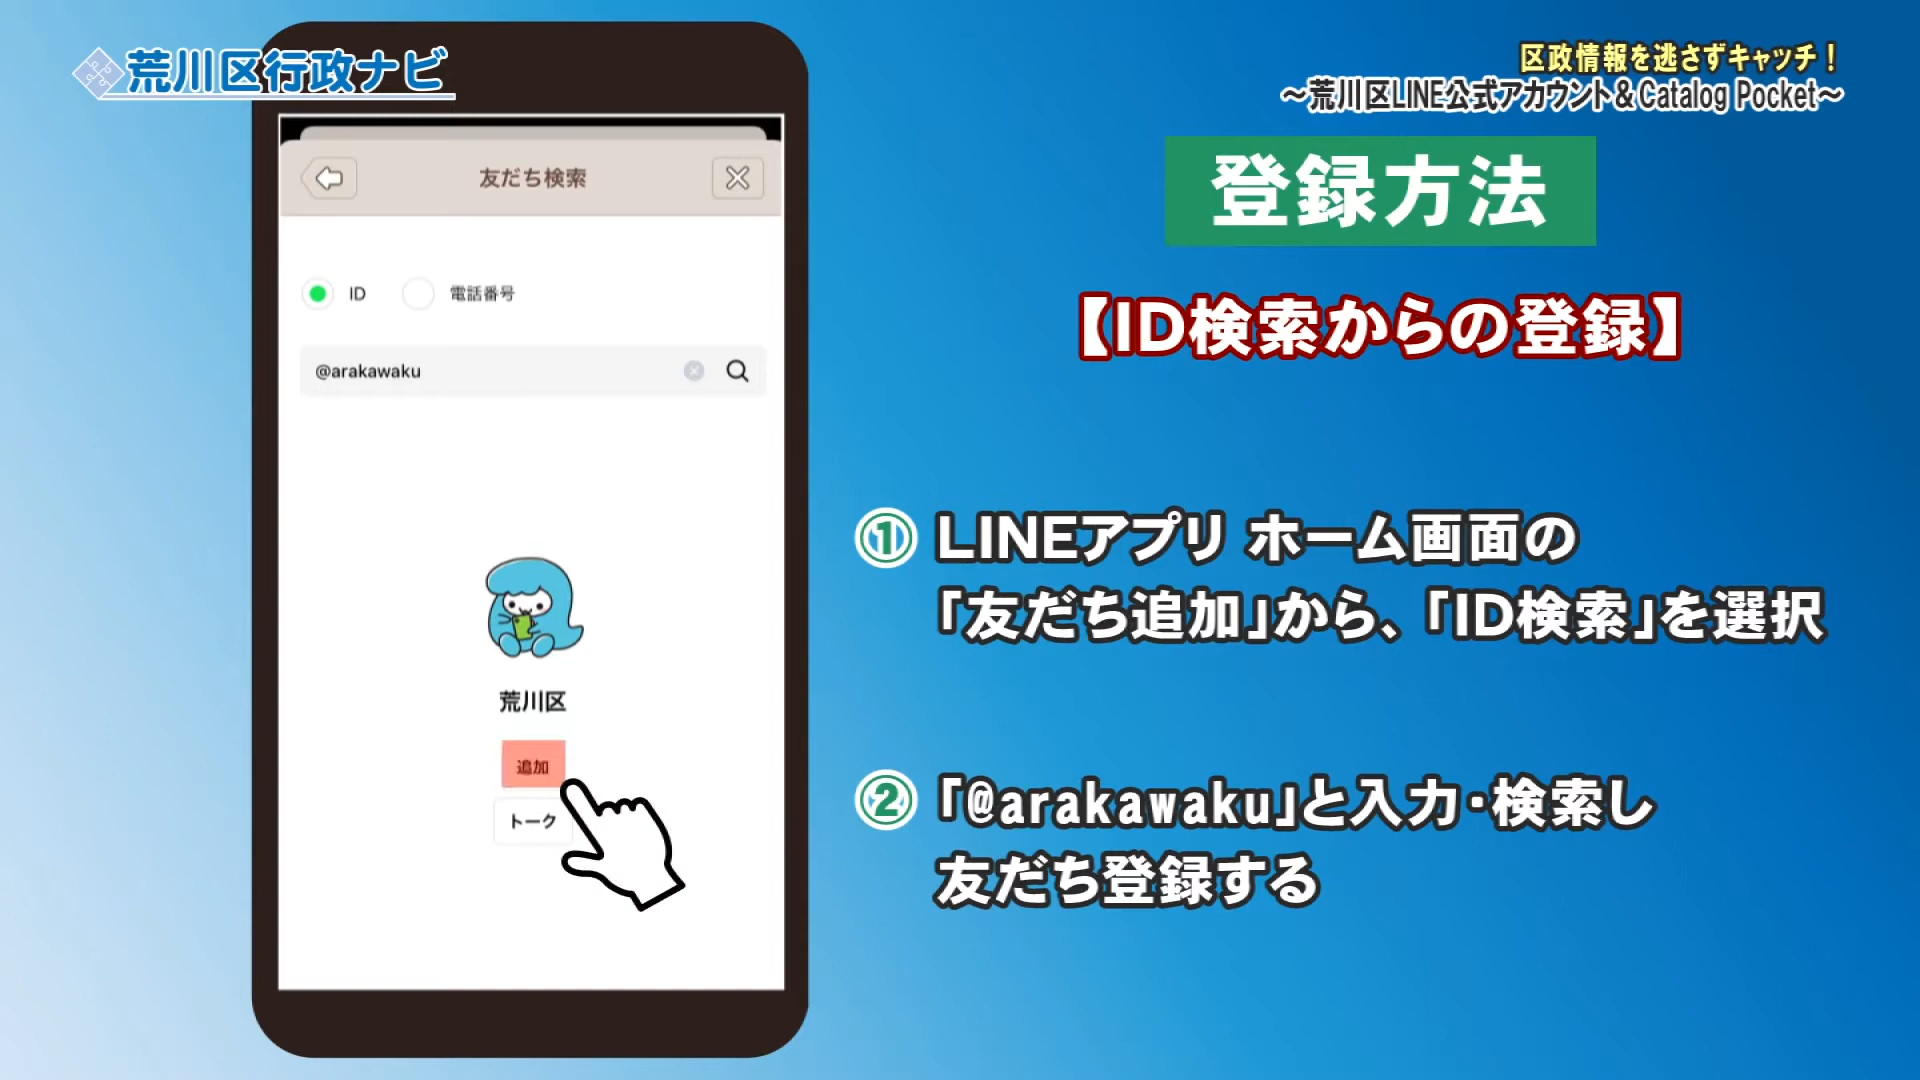 荒川区行政ナビ
区政情報を逃さずキャッチ！
～荒川区LINE公式アカウント＆Catalog Pocket～
友だち検索
ID
電話番号
@arakawaku
荒川区
追加
トーク
登録方法
【ID検索からの登録】
① LINEアプリ ホーム画面の
「友だち追加」から、「ID検索」を選択
② 「@arakawaku」と入力・検索し
友だち登録する